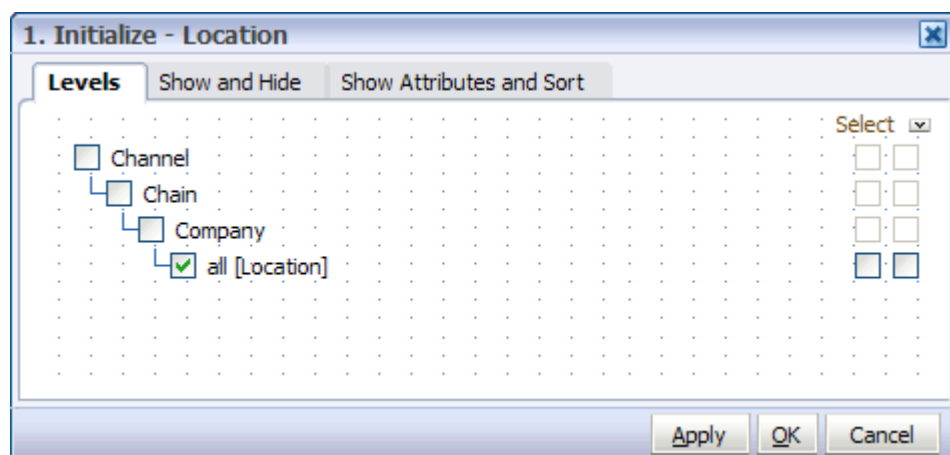 1. Initialize - Location
Levels Show and Hide Show Attributes and Sort
Select
Channel
Chain
Company
all [Location]
Apply OK Cancel